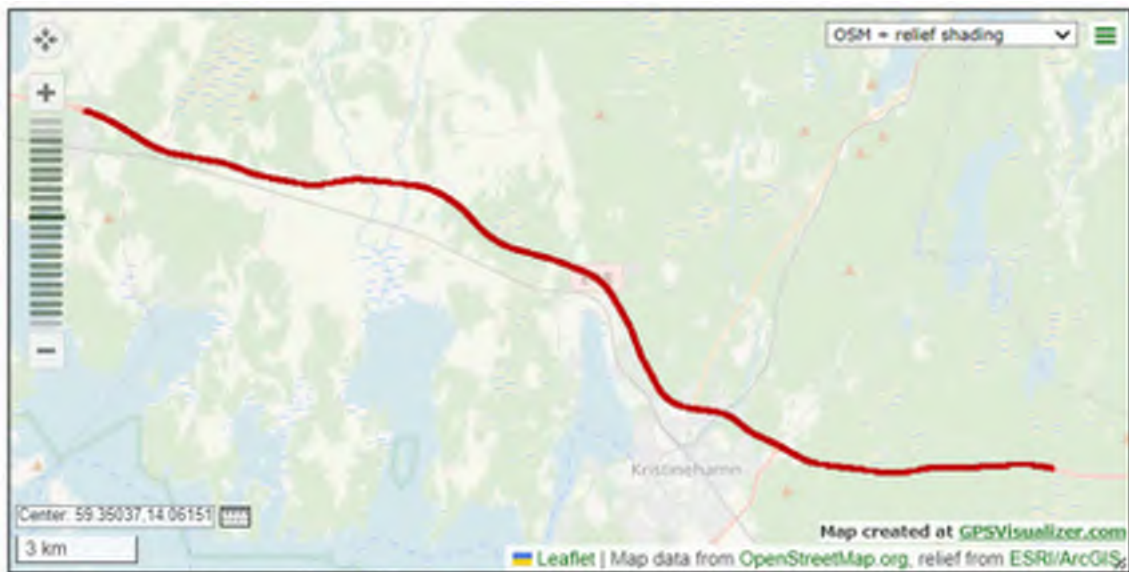 OSM + relief shading
Kristinehamn
Center: 59.35037,14.06151
Map created at GPSVisualizer.com
3 km
Leaflet | Map data from OpenStreetMap.org, relief from ESRI/ArcGIS